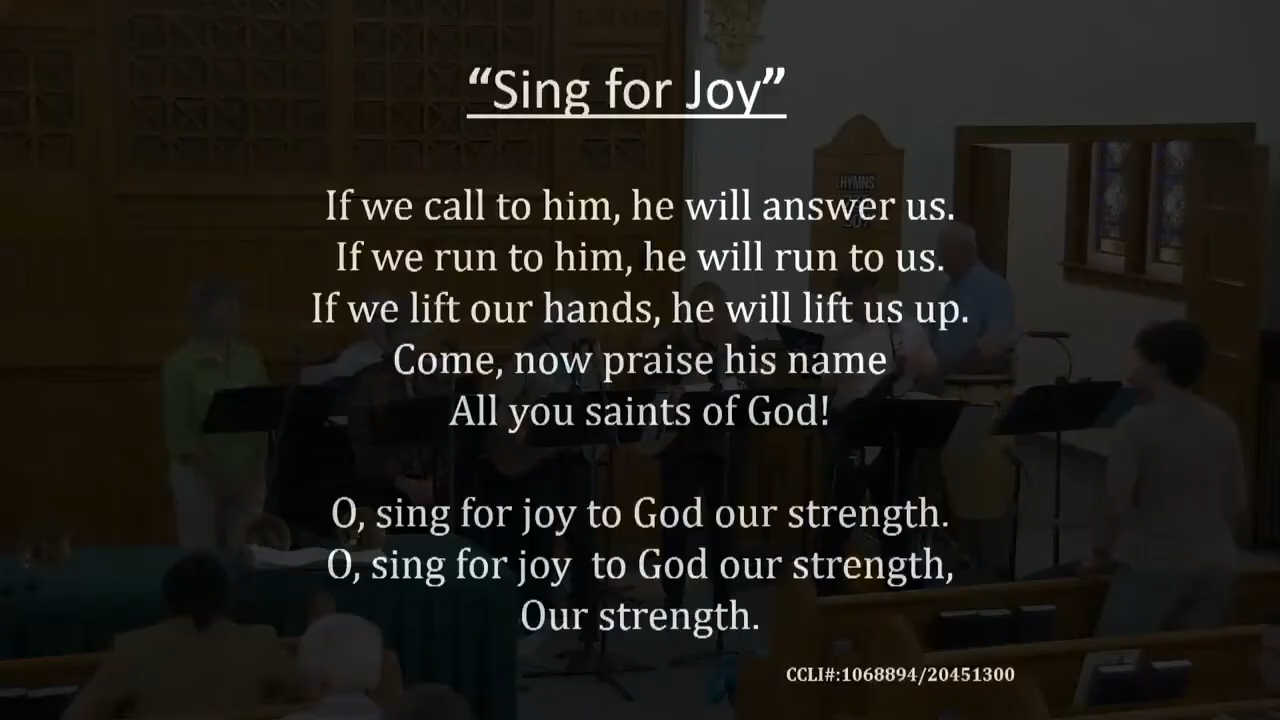 “Sing for Joy”
If we call to him, he will answer us.
If we run to him, he will run to us.
If we lift our hands, he will lift us up.
Come, now praise his name
All you saints of God!
O, sing for joy to God our strength.
O, sing for joy  to God our strength,
Our strength.
CCLI#:1068894/20451300
HYMNS